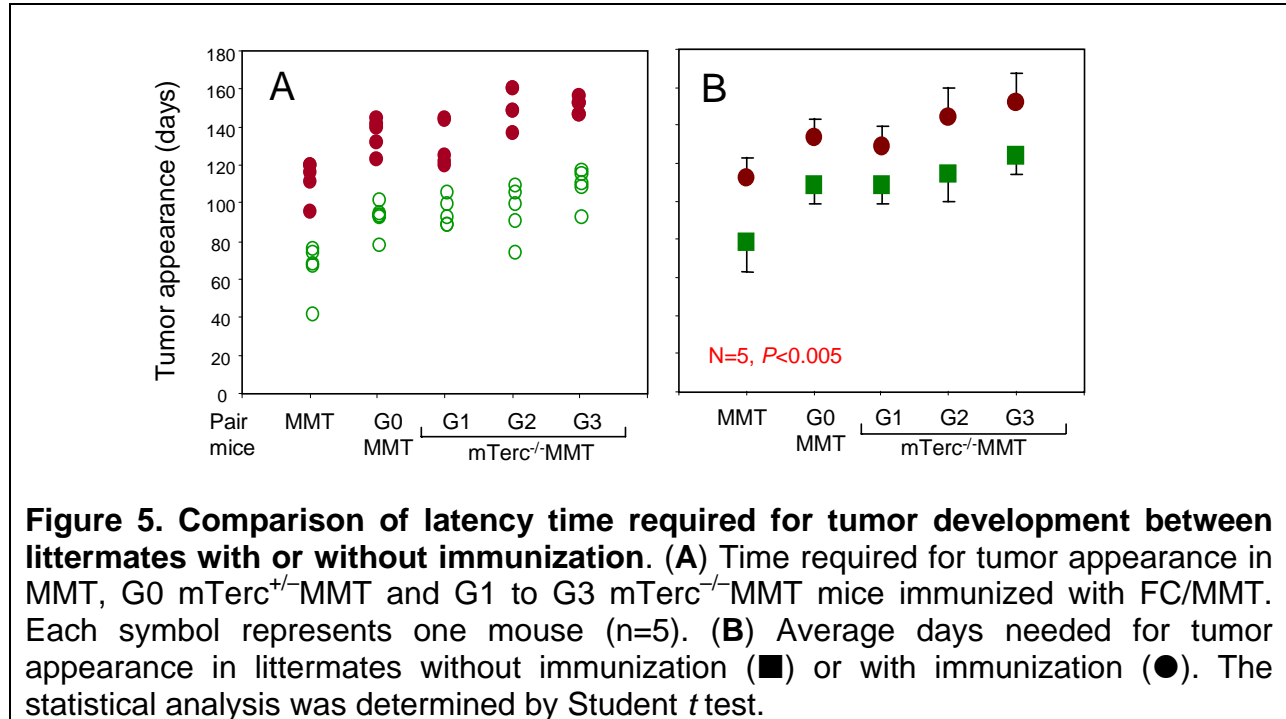 A
B
Tumor appearance (days)
180
160
140
120
100
80
60
40
20
0
N=5, P<0.005
Pair mice
MMT
G0 MMT
G1
G2
G3
mTerc-/-MMT
MMT
G0 MMT
G1
G2
G3
mTerc-/-MMT
Figure 5. Comparison of latency time required for tumor development between
littermates with or without immunization. (A) Time required for tumor appearance in
MMT, G0 mTerc+/–MMT and G1 to G3 mTerc–/–MMT mice immunized with FC/MMT.
Each symbol represents one mouse (n=5). (B) Average days needed for tumor
appearance in littermates without immunization (■) or with immunization (●). The
statistical analysis was determined by Student t test.